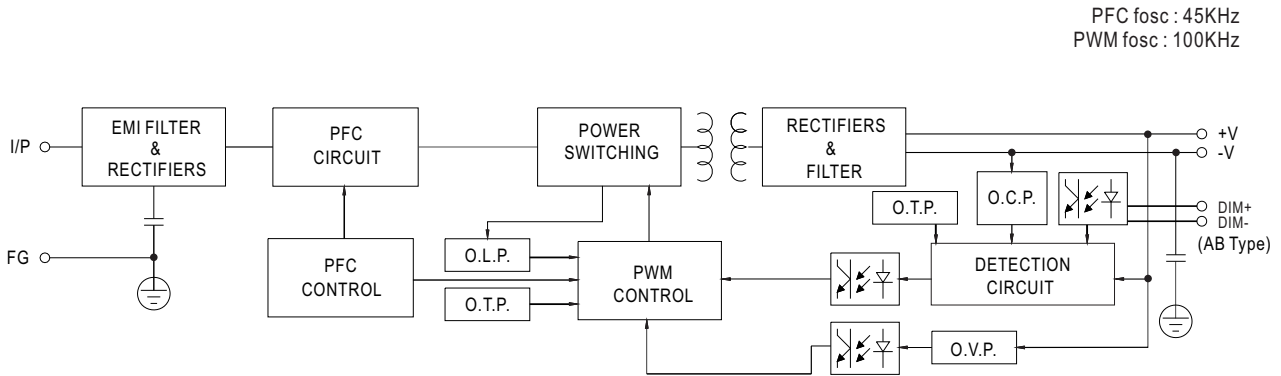 PFC fosc : 45KHz
PWM fosc : 100KHz
I/P
EMI FILTER
&
RECTIFIERS
PFC
CIRCUIT
POWER
SWITCHING
RECTIFIERS
&
FILTER
+V
-V
O.T.P.
O.C.P.
DIM+
DIM-
(AB Type)
FG
PFC
CONTROL
O.L.P.
O.T.P.
PWM
CONTROL
DETECTION
CIRCUIT
O.V.P.